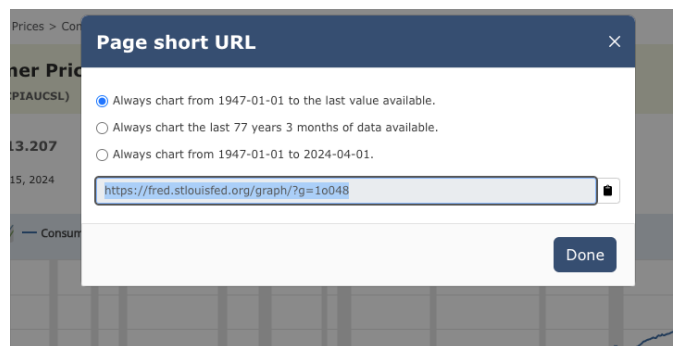 Prices > Con
Page short URL
ner Pric
PIAUCSL)
Always chart from 1947-01-01 to the last value available.
Always chart the last 77 years 3 months of data available.
13.207
Always chart from 1947-01-01 to 2024-04-01.
15, 2024
https://fred.stlouisfed.org/graph/?g=1o048
Consum
Done